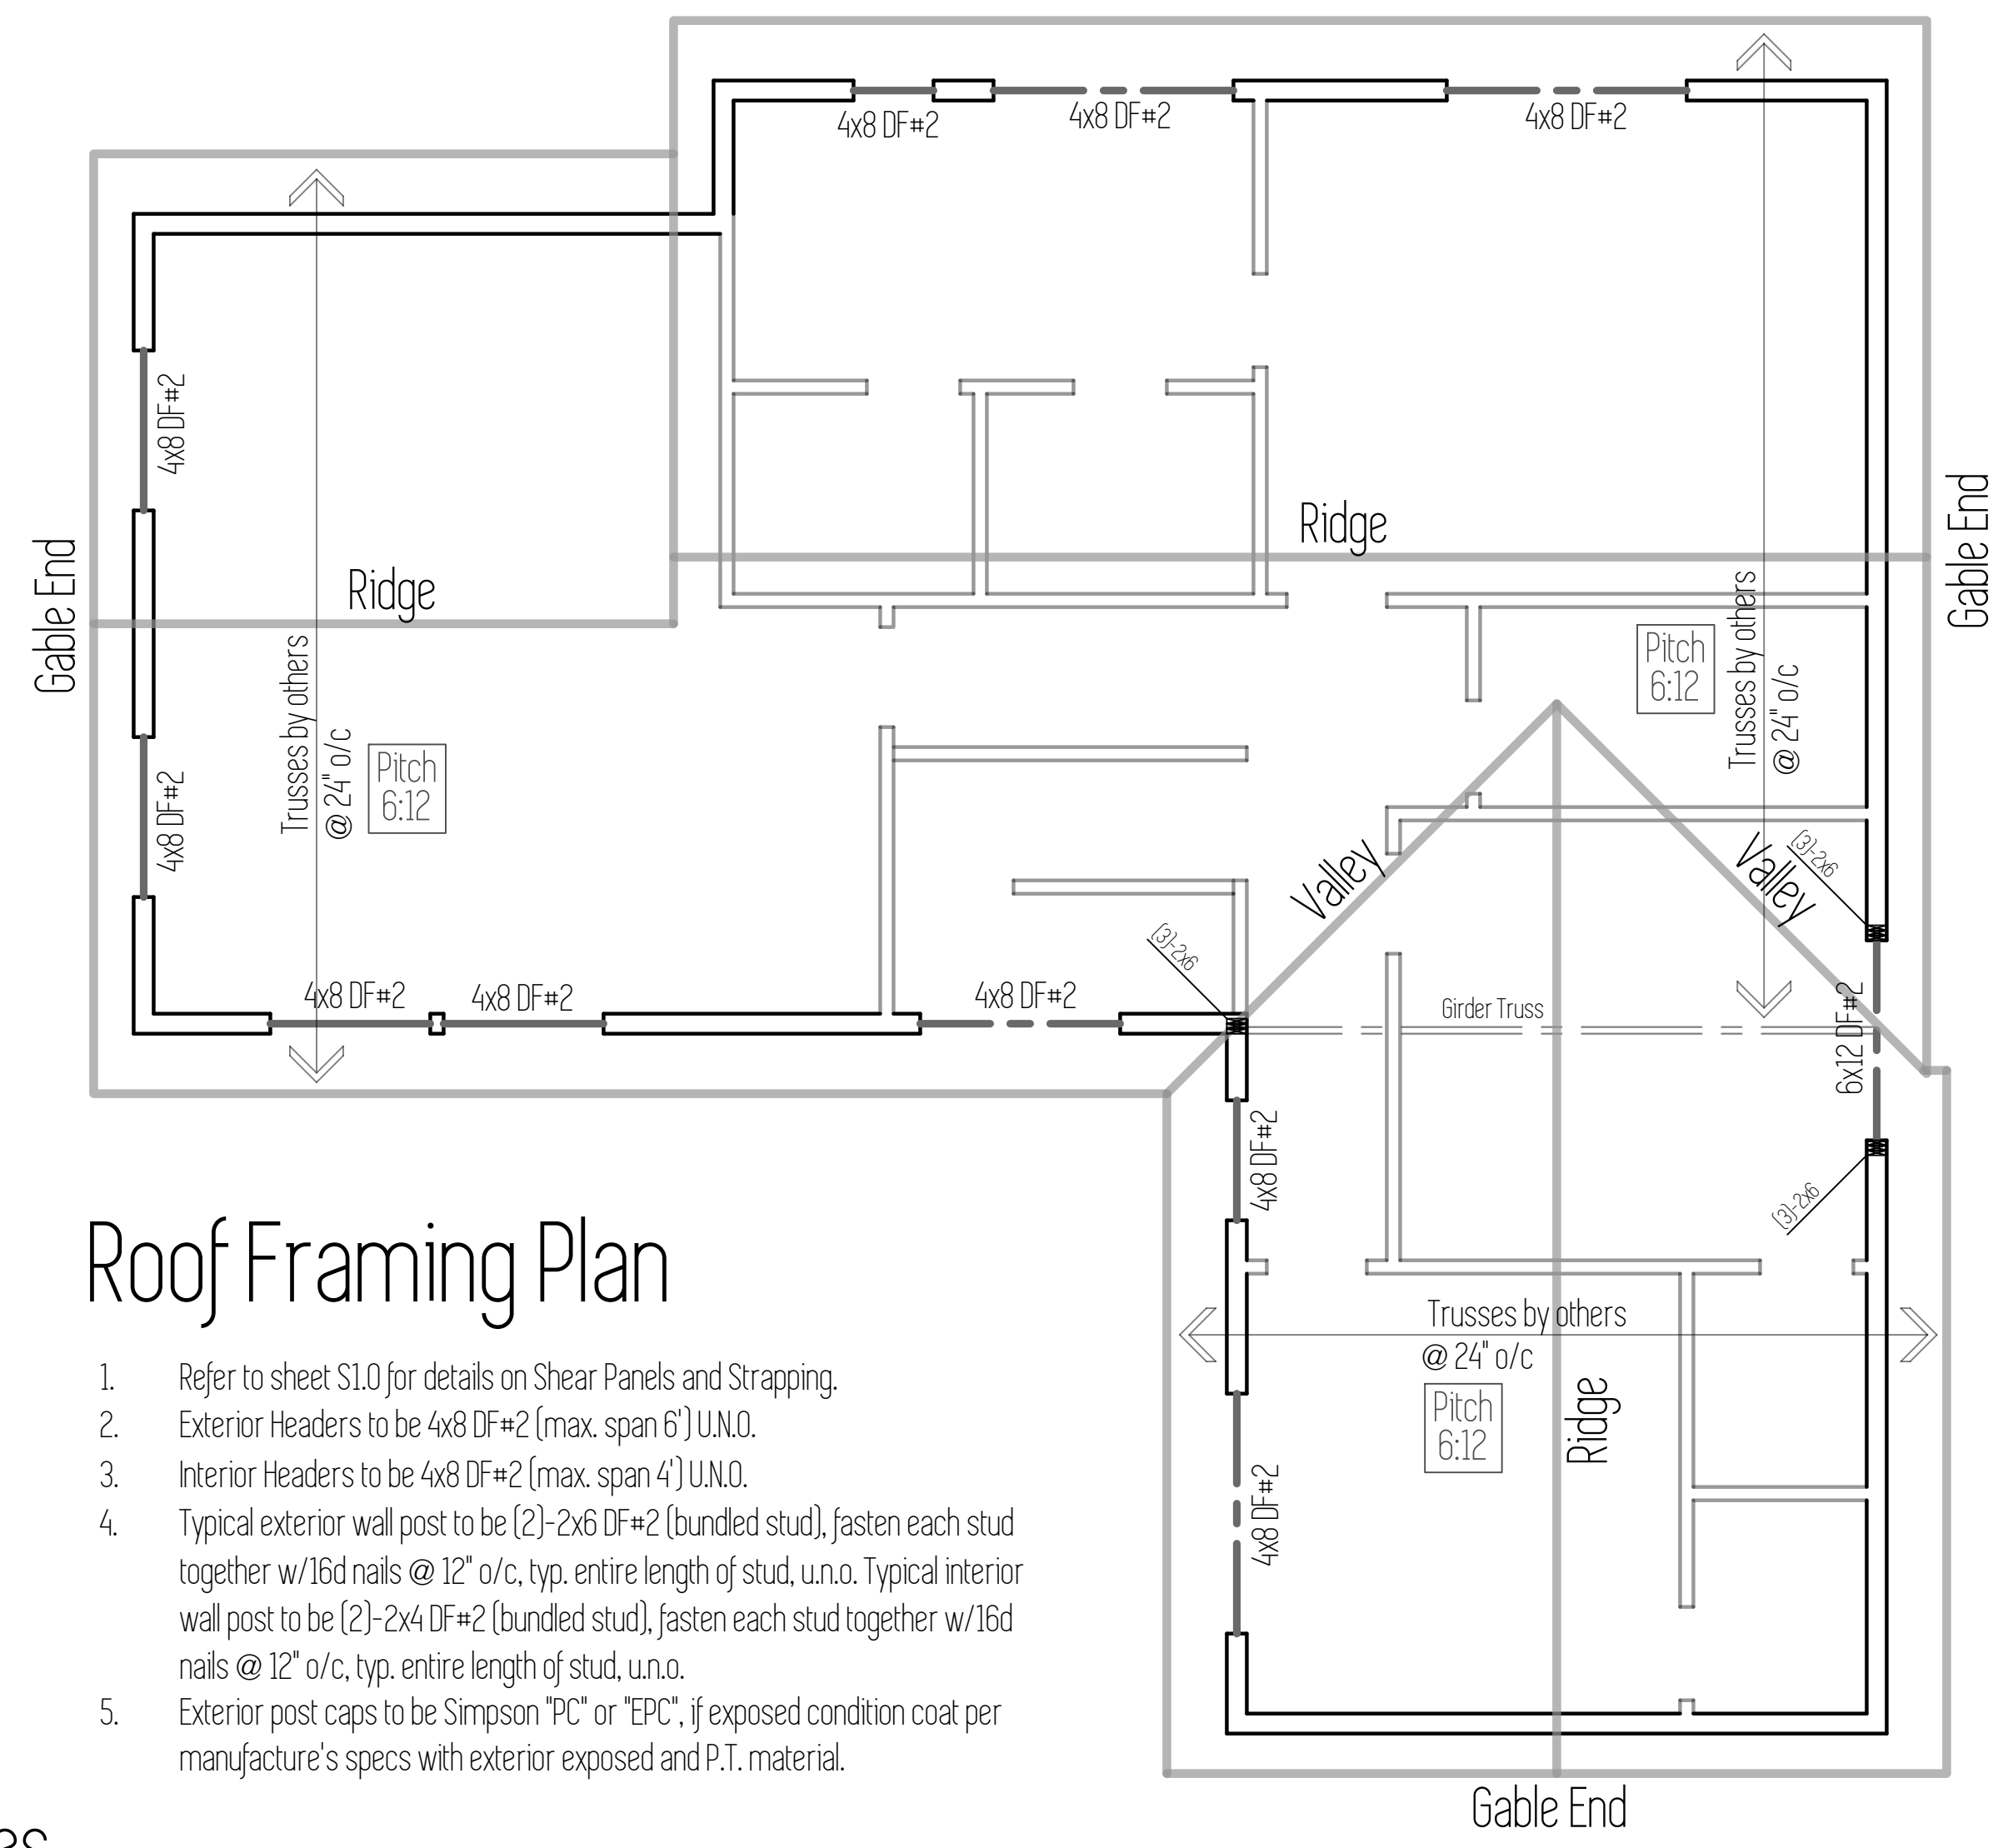 4x8 DF#2
4x8 DF#2
4x8 DF#2
4x8 DF#2
Gable End
Ridge
Ridge
Gable End
Trusses by others
@ 24" o/c
Pitch
6:12
Trusses by others
@ 24" o/c
Pitch
6:12
4x8 DF#2
Valley
Valley
(3)-2x6
(3)-2x6
4x8 DF#2
4x8 DF#2
4x8 DF#2
Girder Truss
6x12 DF#2
4x8 DF#2
(3)-2x6
Roof Framing Plan
Trusses by others
@ 24" o/c
Pitch
6:12
Ridge
4x8 DF#2
1. Refer to sheet S1.0 for details on Shear Panels and Strapping.
2. Exterior Headers to be 4x8 DF#2 (max. span 6') U.N.O.
3. Interior Headers to be 4x8 DF#2 (max. span 4') U.N.O.
4. Typical exterior wall post to be (2)-2x6 DF#2 (bundled stud), fasten each stud
together w/16d nails @ 12" o/c, typ. entire length of stud, u.n.o. Typical interior
wall post to be (2)-2x4 DF#2 (bundled stud), fasten each stud together w/16d
nails @ 12" o/c, typ. entire length of stud, u.n.o.
5. Exterior post caps to be Simpson "PC" or "EPC", if exposed condition coat per
manufacture's specs with exterior exposed and P.T. material.
Gable End